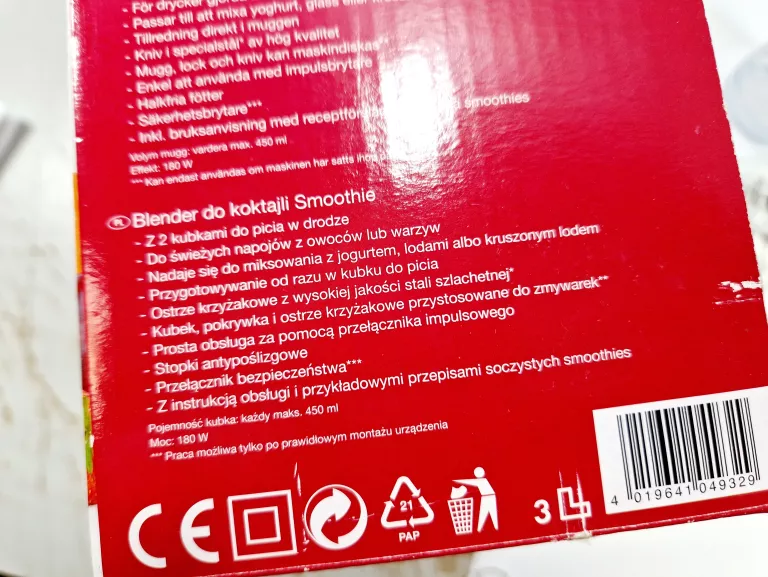 - För drycker
- Passar till att mixa yoghurt, glass eller
- Tillredning direkt i muggen
- Kniv i specialstål* av hög kvalitet
- Mugg, lock och kniv kan maskindiskas**
- Enkel att använda med impulsbrytare
- Halkfria fötter
- Säkerhetsbrytare***
- Inkl. bruksanvisning med smoothies
Volym mugg: vardera max. 450 ml
Effekt: 180 W
*** Kan endast användas om maskinen har satts ihop
PL Blender do koktajli Smoothie
- Z 2 kubkami do picia w drodze
- Do świeżych napojów z owoców lub warzyw
- Nadaje się do miksowania z jogurtem, lodami albo kruszonym lodem
- Przygotowywanie od razu w kubku do picia
- Ostrze krzyżakowe z wysokiej jakości stali szlachetnej*
- Kubek, pokrywka i ostrze krzyżakowe przystosowane do zmywarek**
- Prosta obsługa za pomocą przełącznika impulsowego
- Stopki antypoślizgowe
- Przełącznik bezpieczeństwa***
- Z instrukcją obsługi i przykładowymi przepisami soczystych smoothies
Pojemność kubka: każdy maks. 450 ml
Moc: 180 W
*** Praca możliwa tylko po prawidłowym montażu urządzenia
CE
21
PAP
3
4 019641 049329